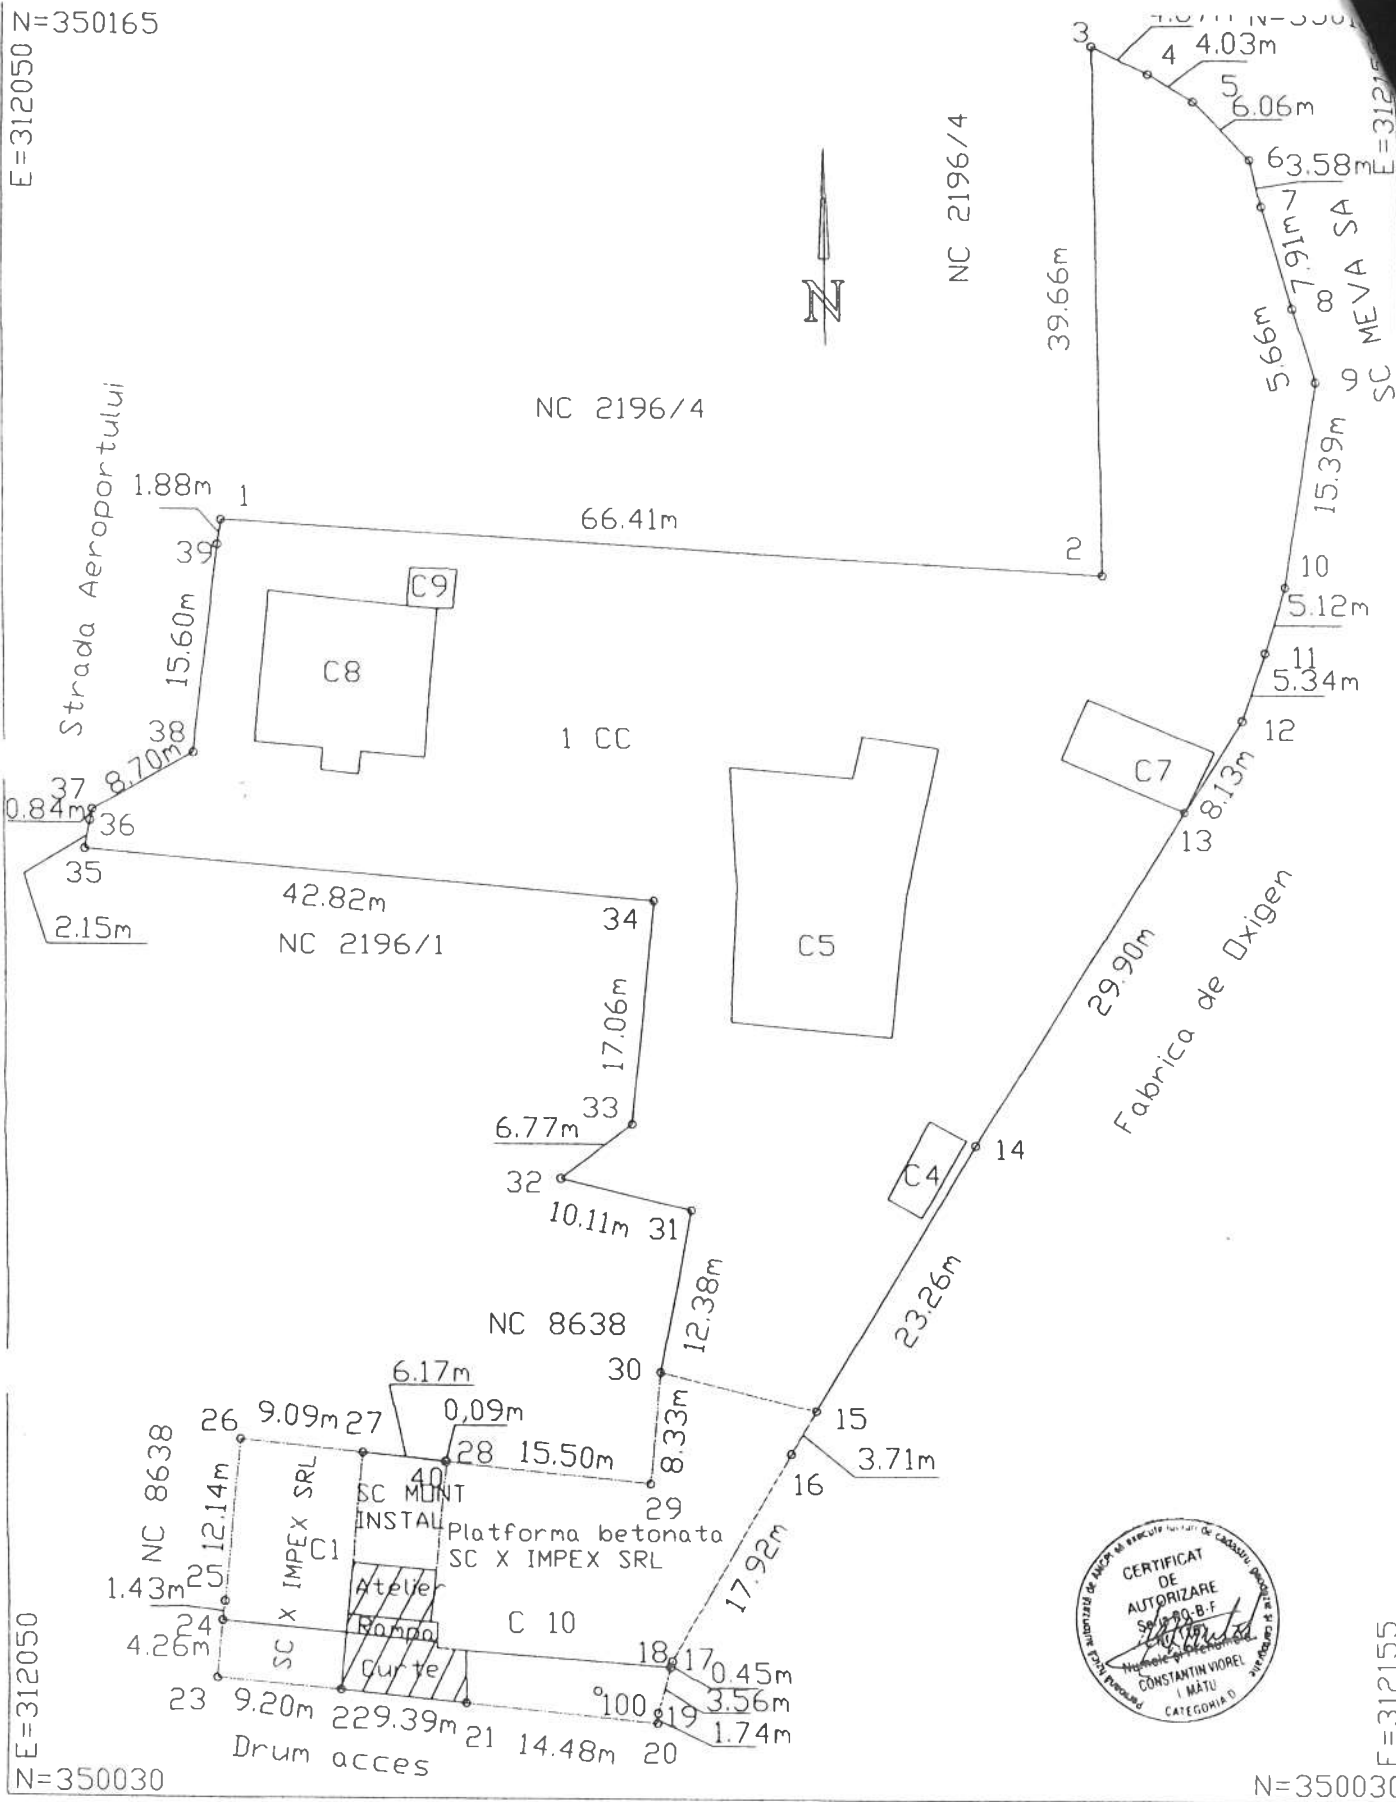 N=350165
E=312050
3
4
4.03m
5
6.06m
6
3.58m
7
7.91m
SC MEVA SA
8
5.66m
9
NC 2196/4
39.66m
N
NC 2196/4
15.39m
Strada Aeroportului
1.88m
1
66.41m
2
39
10
C9
5.12m
15.60m
C8
11
5.34m
38
1 CC
12
8.70m
C7
37
8.13m
0.84m
36
13
35
42.82m
34
2.15m
NC 2196/1
C5
29.90m
Fabrica de Oxigen
17.06m
33
6.77m
14
32
C4
10.11m
31
23.26m
12.38m
NC 8638
30
6.17m
26
9.09m
27
0,09m
15
28
15.50m
8.33m
3.71m
40
16
NC 8638
12.14m
SC X IMPEX SRL
SC MONT
INSTAL
29
C1
Platforma betonata
SC X IMPEX SRL
17.92m
25
1.43m
Atelier
24
Rampa
C 10
4.26m
Curte
18
17
0.45m
3.56m
100
19
1.74m
23
9.20m
22
9.39m
21
14.48m
20
Drum acces
E=312050
N=350030
CERTIFICAT
DE
AUTORIZARE
CONSTANTIN VIOREL
I MATU
CATEGORIA D
E=312155
N=350030